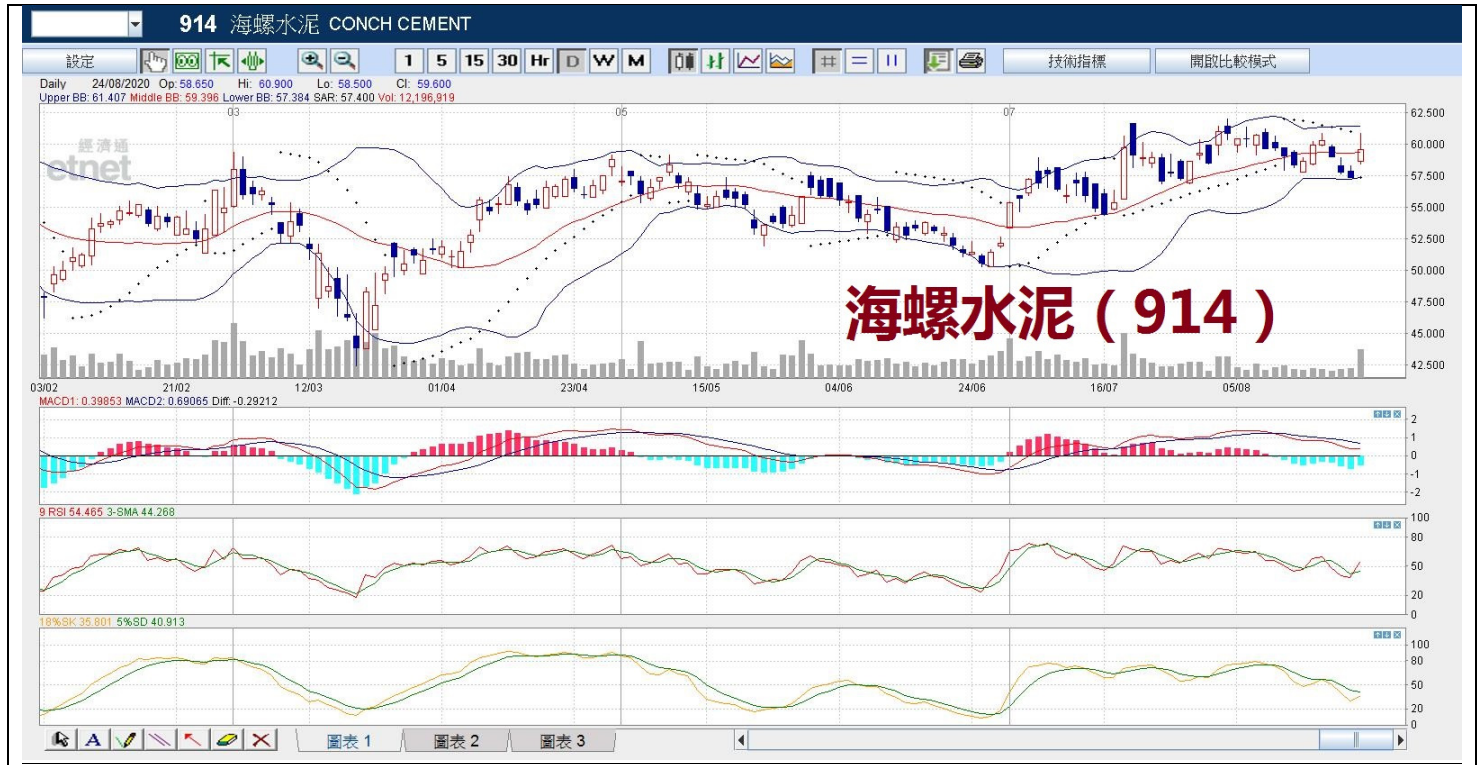 914 海螺水泥 CONCH CEMENT
設定 1 5 15 30 Hr D W M 技術指標 開啟比較模式
Daily 24/08/2020 Op: 58.650 Hi: 60.900 Lo: 58.500 Cl: 59.600
Upper BB: 61.407 Middle BB: 59.396 Lower BB: 57.384 SAR: 57.400 Vol: 12,196,919
03 05 07
62.500
經濟通
etnet
60.000
57.500
55.000
52.500
50.000
海螺水泥（914）
47.500
45.000
42.500
03/02 21/02 12/03 01/04 23/04 15/05 04/06 24/06 16/07 05/08
MACD1: 0.39853 MACD2: 0.69065 Diff: -0.29212
2
1
0
-1
-2
9 RSI 54.465 3-SMA 44.268
100
80
50
20
0
18%SK 35.801 5%SD 40.913
100
80
50
20
0
A 圖表 1 圖表 2 圖表 3